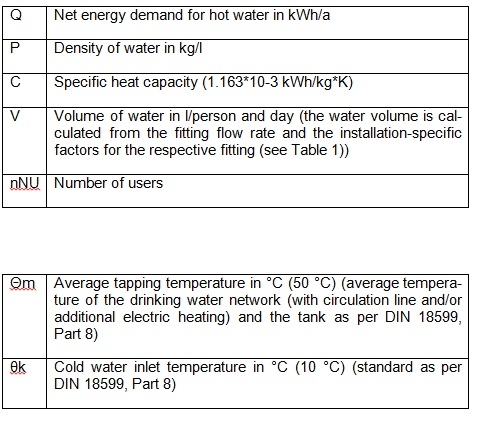 Q Net energy demand for hot water in kWh/a
P Density of water in kg/l
C Specific heat capacity (1.163*10-3 kWh/kg*K)
V Volume of water in l/person and day (the water volume is cal-
culated from the fitting flow rate and the installation-specific
factors for the respective fitting (see Table 1))
nNU Number of users
Θm Average tapping temperature in °C (50 °C) (average tempera-
ture of the drinking water network (with circulation line and/or
additional electric heating) and the tank as per DIN 18599,
Part 8)
θk Cold water inlet temperature in °C (10 °C) (standard as per
DIN 18599, Part 8)